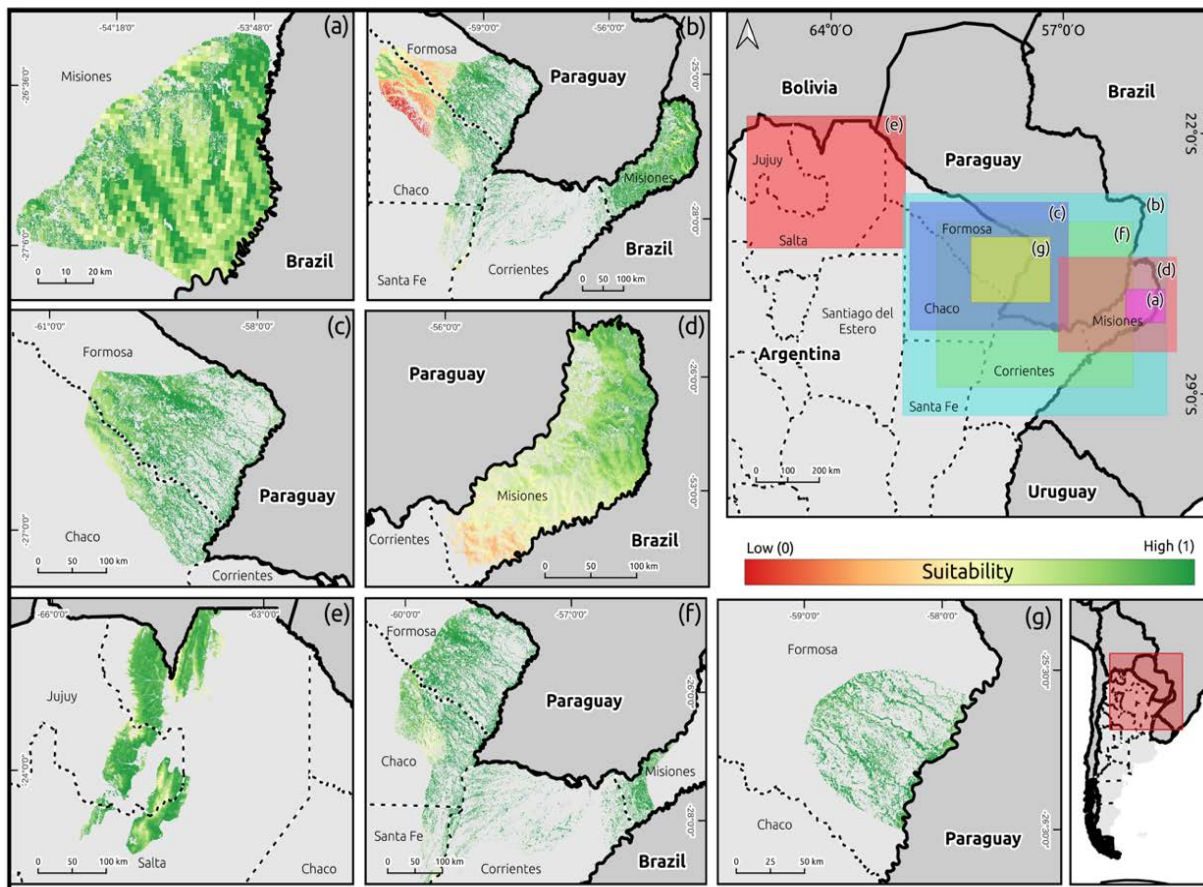 -54°18'0"
-53°48'0"
(a)
Misiones
-26°36'0"
-27°6'0"
0 10 20 km
Brazil
-59°0'0"
-56°0'0"
(b)
Formosa
Paraguay
-25°0'0"
Chaco
Misiones
-28°0'0"
Santa Fe
Corrientes
0 50 100 km
Brazil
64°0'O
57°0'O
Bolivia
Brazil
22°0'S
(e)
Jujuy
Paraguay
(b)
(c)
Formosa
(f)
(g)
Salta
(d)
(a)
Chaco
Misiones
Santiago del
Estero
Argentina
Corrientes
Santa Fe
29°0'S
0 100 200 km
Uruguay
-61°0'0"
-58°0'0"
(c)
Formosa
Paraguay
-27°0'0"
Chaco
0 50 100 km
Corrientes
-56°0'0"
(d)
Paraguay
-26°0'0"
Misiones
-53°0'0"
Corrientes
Brazil
0 50 100 km
Low (0)
High (1)
Suitability
(e)
-66°0'0"
-63°0'0"
Jujuy
-24°0'0"
0 50 100 km
Salta
Chaco
-60°0'0"
-57°0'0"
(f)
Formosa
Paraguay
-26°0'0"
Chaco
Misiones
-28°0'0"
Santa Fe
0 50 100 km
Corrientes
Brazil
-59°0'0"
-58°0'0"
(g)
Formosa
-25°30'0"
Chaco
-26°30'0"
0 25 50 km
Paraguay